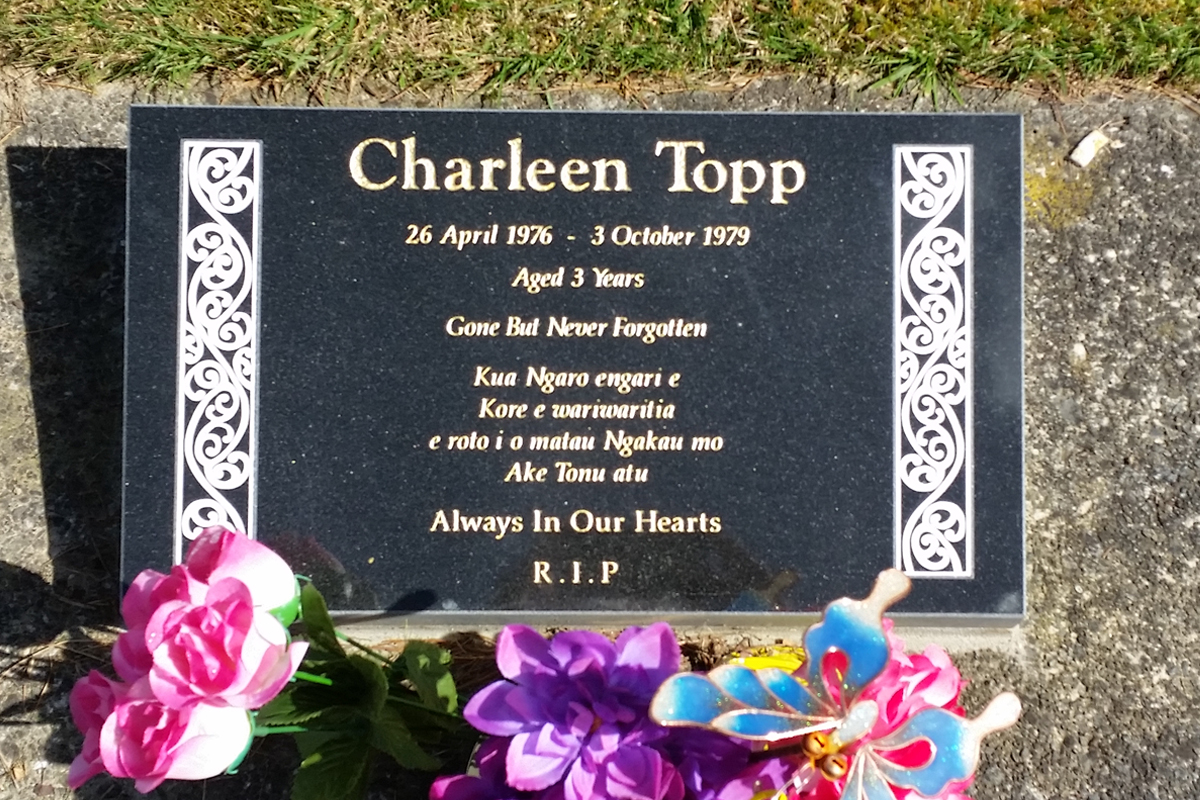 Charleen Topp
26 April 1976 - 3 October 1979
Aged 3 Years
Gone But Never Forgotten
Kua Ngaro engari e
Kore e wariwaritia
e roto i o matau Ngakau mo
Ake Tonu atu
Always In Our Hearts
R.I.P